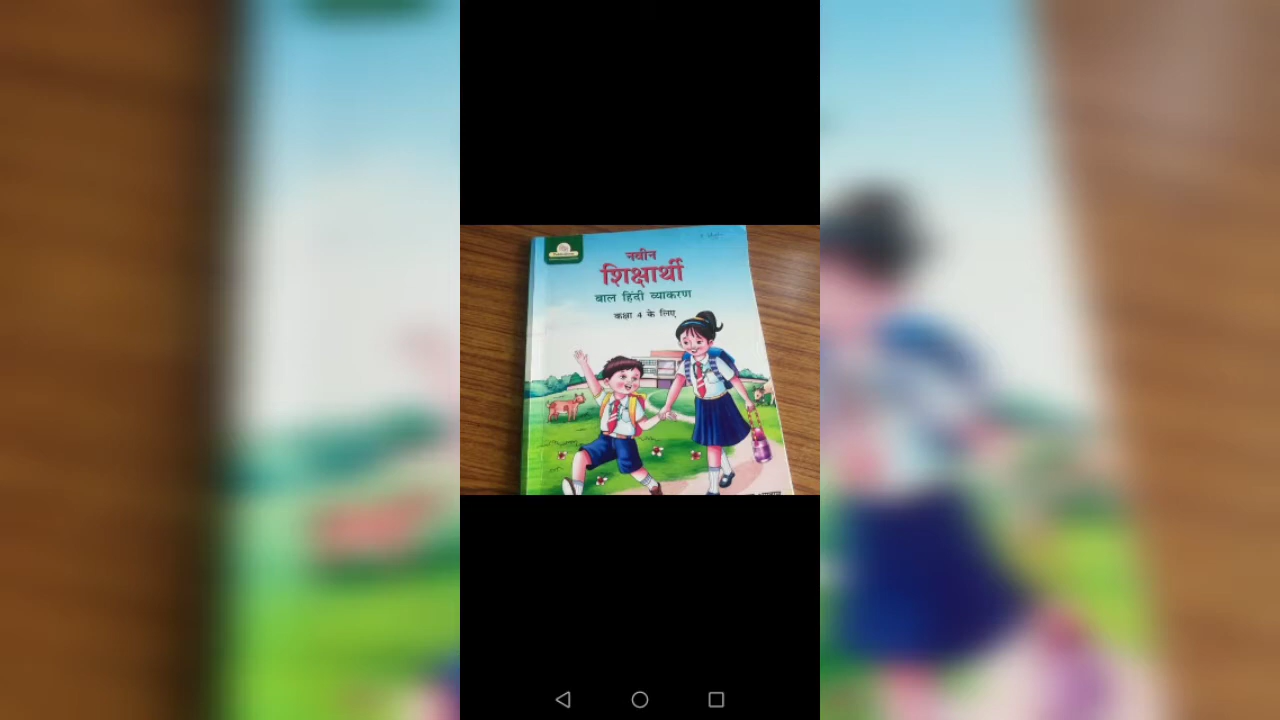 नवीन
शिक्षार्थी
बाल हिंदी व्याकरण
कक्षा 4 के लिए